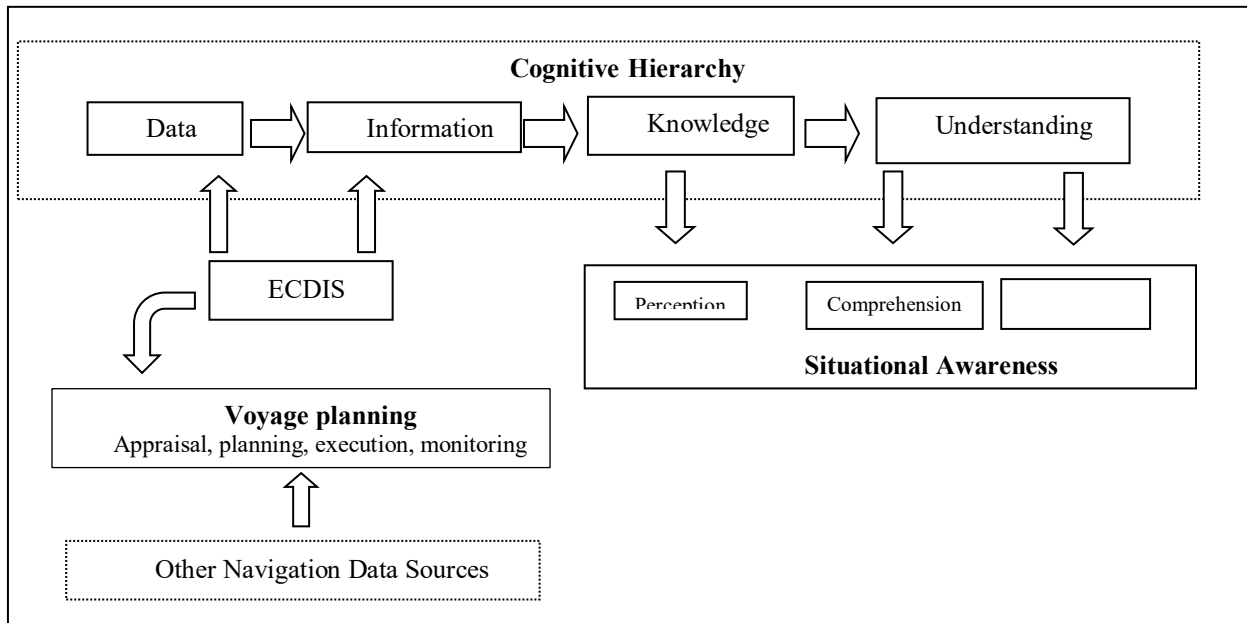 Cognitive Hierarchy
Data
Information
Knowledge
Understanding
ECDIS
Perception
Comprehension
Situational Awareness
Voyage planning
Appraisal, planning, execution, monitoring
Other Navigation Data Sources